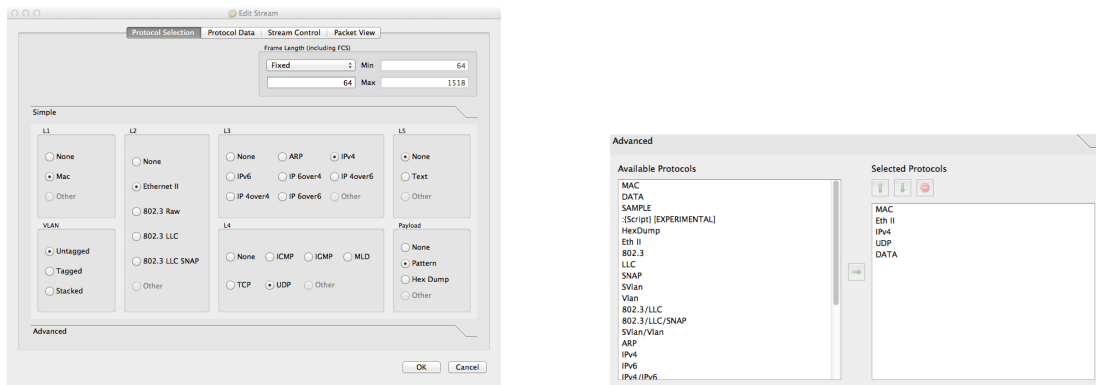 Edit Stream
Protocol Selection Protocol Data Stream Control Packet View
Frame Length (including FCS)
Fixed Min 64
64 Max 1518
Simple
L1
None
Mac
Other
VLAN
Untagged
Tagged
Stacked
L2
None
Ethernet II
802.3 Raw
802.3 LLC
802.3 LLC SNAP
Other
L3
None ARP IPv4
IPv6 IP 6over4 IP 4over6
IP 4over4 IP 6over6 Other
L4
None ICMP IGMP MLD
TCP UDP Other
L5
None
Text
Other
Payload
None
Pattern
Hex Dump
Other
Advanced
OK Cancel
Advanced
Available Protocols
MAC
DATA
SAMPLE
:{Script} [EXPERIMENTAL]
HexDump
Eth II
802.3
LLC
SNAP
SVlan
Vlan
802.3/LLC
802.3/LLC/SNAP
SVlan/Vlan
ARP
IPv4
IPv6
IPv4/IPv6
Selected Protocols
MAC
Eth II
IPv4
UDP
DATA